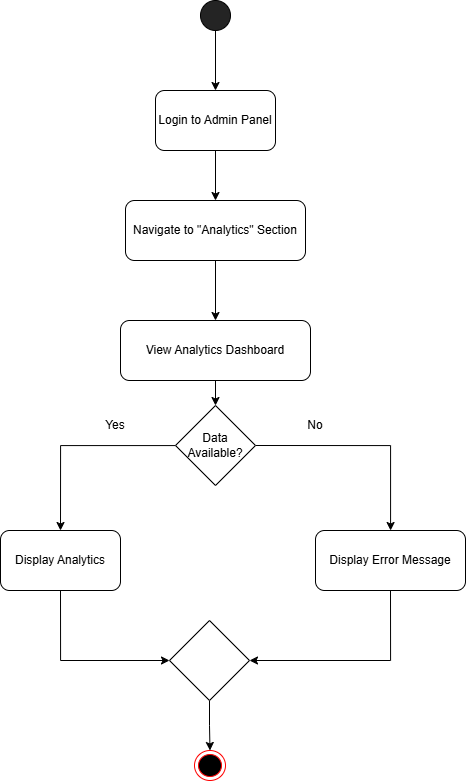 Login to Admin Panel
Navigate to "Analytics" Section
View Analytics Dashboard
Data
Available?
Yes
No
Display Analytics
Display Error Message